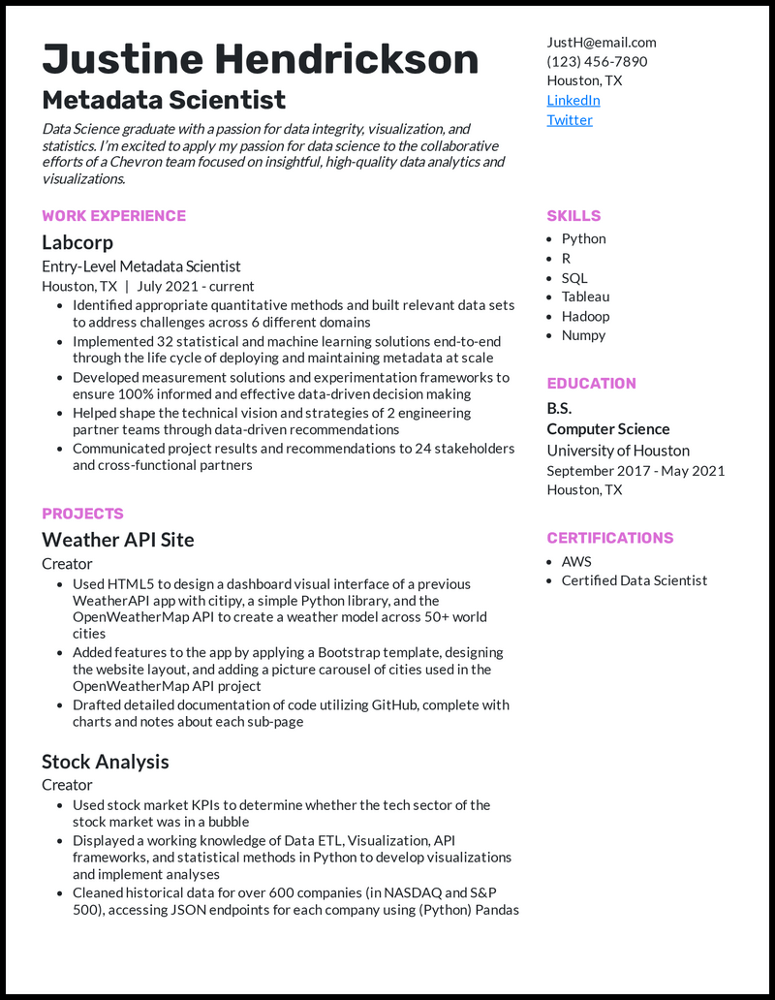 Justine Hendrickson
Metadata Scientist
Data Science graduate with a passion for data integrity, visualization, and
statistics. I'm excited to apply my passion for data science to the collaborative
efforts of a Chevron team focused on insightful, high-quality data analytics and
visualizations.
JustH@email.com
(123) 456-7890
Houston, TX
LinkedIn
Twitter
WORK EXPERIENCE
Labcorp
Entry-Level Metadata Scientist
Houston, TX | July 2021 - current
• Identified appropriate quantitative methods and built relevant data sets
to address challenges across 6 different domains
• Implemented 32 statistical and machine learning solutions end-to-end
through the life cycle of deploying and maintaining metadata at scale
• Developed measurement solutions and experimentation frameworks to
ensure 100% informed and effective data-driven decision making
• Helped shape the technical vision and strategies of 2 engineering
partner teams through data-driven recommendations
• Communicated project results and recommendations to 24 stakeholders
and cross-functional partners
PROJECTS
Weather API Site
Creator
• Used HTML5 to design a dashboard visual interface of a previous
WeatherAPI app with citipy, a simple Python library, and the
OpenWeatherMap API to create a weather model across 50+ world
cities
• Added features to the app by applying a Bootstrap template, designing
the website layout, and adding a picture carousel of cities used in the
OpenWeatherMap API project
• Drafted detailed documentation of code utilizing GitHub, complete with
charts and notes about each sub-page
Stock Analysis
Creator
• Used stock market KPIs to determine whether the tech sector of the
stock market was in a bubble
• Displayed a working knowledge of Data ETL, Visualization, API
frameworks, and statistical methods in Python to develop visualizations
and implement analyses
• Cleaned historical data for over 600 companies (in NASDAQ and S&P
500), accessing JSON endpoints for each company using (Python) Pandas
SKILLS
• Python
• R
• SQL
• Tableau
• Hadoop
• Numpy
EDUCATION
B.S.
Computer Science
University of Houston
September 2017 - May 2021
Houston, TX
CERTIFICATIONS
• AWS
• Certified Data Scientist